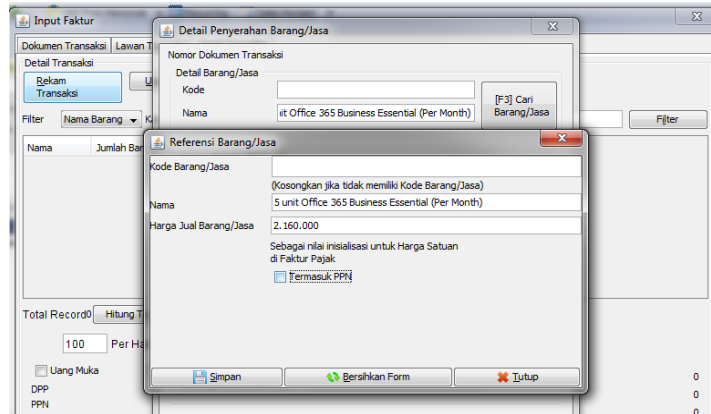 Input Faktur
Detail Penyerahan Barang/Jasa
Dokumen Transaksi Lawan T
Nomor Dokumen Transaksi
Detail Transaksi
Detail Barang/Jasa
Rekam
Transaksi
U
Kode
Nama
it Office 365 Business Essential (Per Month)
[F3] Cari
Barang/Jasa
Filter Nama Barang
Filter
Nama Jumlah Bar
Referensi Barang/Jasa
Kode Barang/Jasa
(Kosongkan jika tidak memiliki Kode Barang/Jasa)
Nama 5 unit Office 365 Business Essential (Per Month)
Harga Jual Barang/Jasa 2.160.000
Sebagai nilai inisialisasi untuk Harga Satuan
di Faktur Pajak
Termasuk PPN
Total Record0 Hitung T
100 Per Ha
Uang Muka
Simpan Bersihkan Form Tutup
0
DPP 0
PPN 0